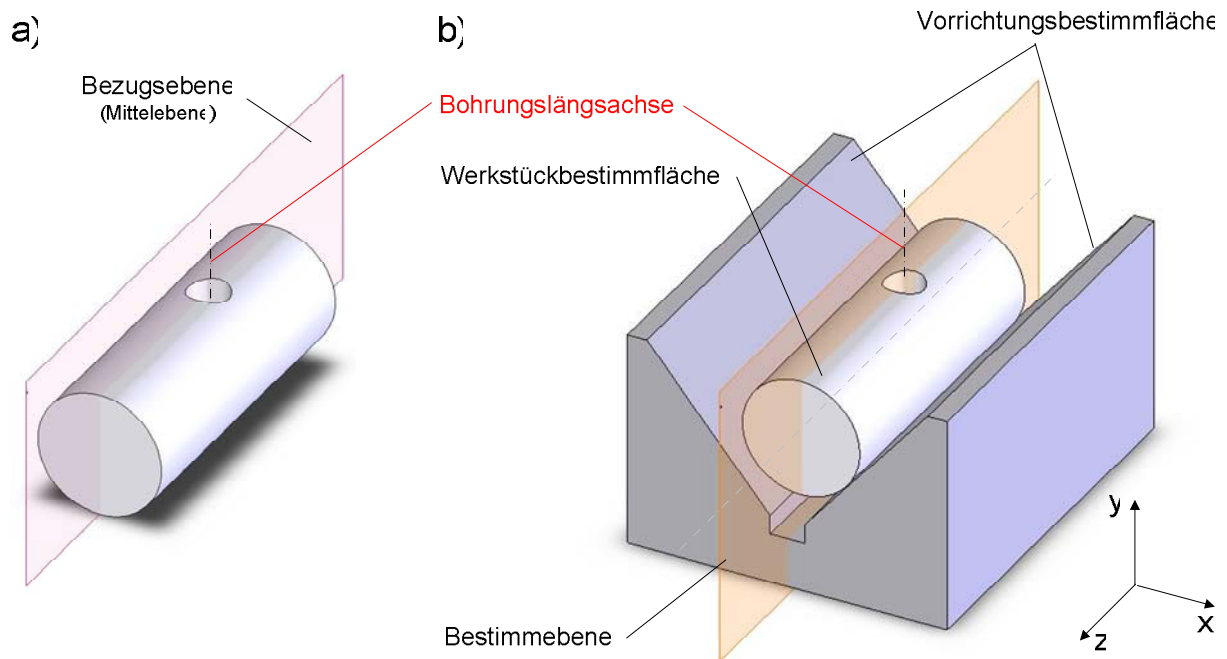 a)
b)
Vorrichtungsbestimmfläche
Bezugsebene
(Mittelebene)
Bohrungslängsachse
Werkstückbestimmfläche
y
x
z
Bestimmebene